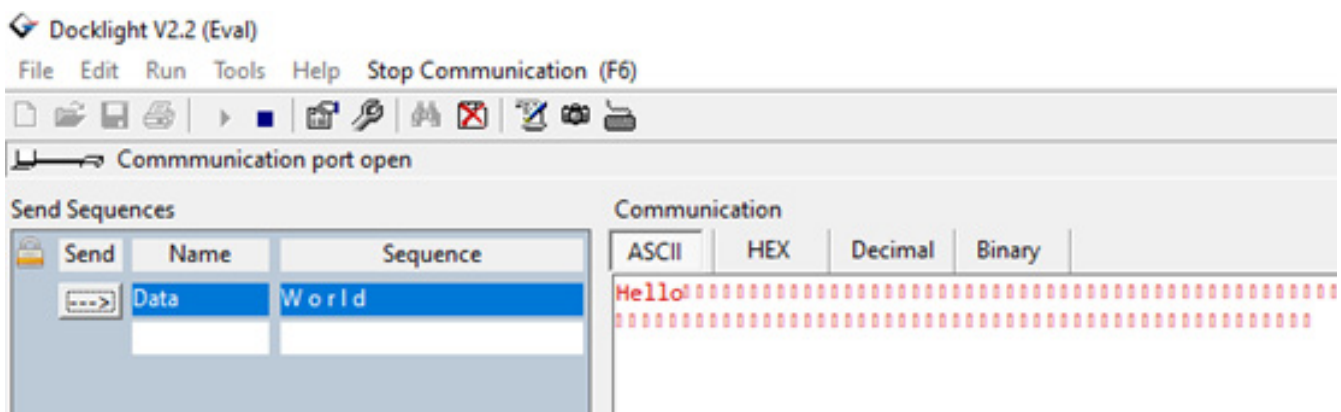 Docklight V2.2 (Eval)
File Edit Run Tools Help Stop Communication (F6)
Commmunication port open
Send Sequences
Send Name Sequence
---> Data W o r l d
Communication
ASCII HEX Decimal Binary
Hello